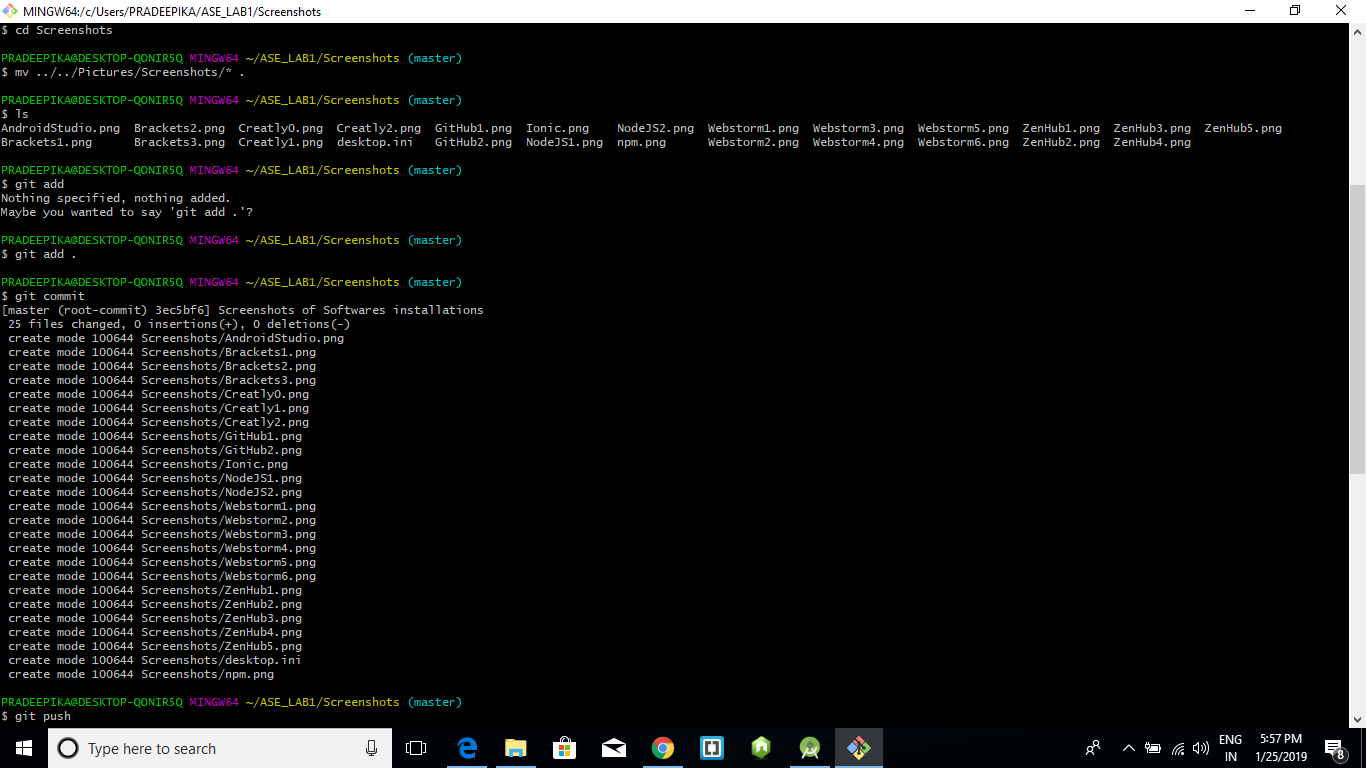 MINGW64:/c/Users/PRADEEPIKA/ASE_LAB1/Screenshots
$ cd Screenshots
PRADEEPIKA@DESKTOP-QONIR5Q MINGW64 ~/ASE_LAB1/Screenshots (master)
$ mv ../../Pictures/Screenshots/* .
PRADEEPIKA@DESKTOP-QONIR5Q MINGW64 ~/ASE_LAB1/Screenshots (master)
$ ls
AndroidStudio.png Brackets2.png Creatly0.png Creatly2.png GitHub1.png Ionic.png NodeJS2.png Webstorm1.png Webstorm3.png Webstorm5.png ZenHub1.png ZenHub3.png ZenHub5.png
Brackets1.png Brackets3.png Creatly1.png desktop.ini GitHub2.png NodeJS1.png npm.png Webstorm2.png Webstorm4.png Webstorm6.png ZenHub2.png ZenHub4.png
PRADEEPIKA@DESKTOP-QONIR5Q MINGW64 ~/ASE_LAB1/Screenshots (master)
$ git add
Nothing specified, nothing added.
Maybe you wanted to say 'git add .'?
PRADEEPIKA@DESKTOP-QONIR5Q MINGW64 ~/ASE_LAB1/Screenshots (master)
$ git add .
PRADEEPIKA@DESKTOP-QONIR5Q MINGW64 ~/ASE_LAB1/Screenshots (master)
$ git commit
[master (root-commit) 3ec5bf6] Screenshots of Softwares installations
25 files changed, 0 insertions(+), 0 deletions(-)
create mode 100644 Screenshots/AndroidStudio.png
create mode 100644 Screenshots/Brackets1.png
create mode 100644 Screenshots/Brackets2.png
create mode 100644 Screenshots/Brackets3.png
create mode 100644 Screenshots/Creatly0.png
create mode 100644 Screenshots/Creatly1.png
create mode 100644 Screenshots/Creatly2.png
create mode 100644 Screenshots/GitHub1.png
create mode 100644 Screenshots/GitHub2.png
create mode 100644 Screenshots/Ionic.png
create mode 100644 Screenshots/NodeJS1.png
create mode 100644 Screenshots/NodeJS2.png
create mode 100644 Screenshots/Webstorm1.png
create mode 100644 Screenshots/Webstorm2.png
create mode 100644 Screenshots/Webstorm3.png
create mode 100644 Screenshots/Webstorm4.png
create mode 100644 Screenshots/Webstorm5.png
create mode 100644 Screenshots/Webstorm6.png
create mode 100644 Screenshots/ZenHub1.png
create mode 100644 Screenshots/ZenHub2.png
create mode 100644 Screenshots/ZenHub3.png
create mode 100644 Screenshots/ZenHub4.png
create mode 100644 Screenshots/ZenHub5.png
create mode 100644 Screenshots/desktop.ini
create mode 100644 Screenshots/npm.png
PRADEEPIKA@DESKTOP-QONIR5Q MINGW64 ~/ASE_LAB1/Screenshots (master)
$ git push
Type here to search
ENG
IN
5:57 PM
1/25/2019
8